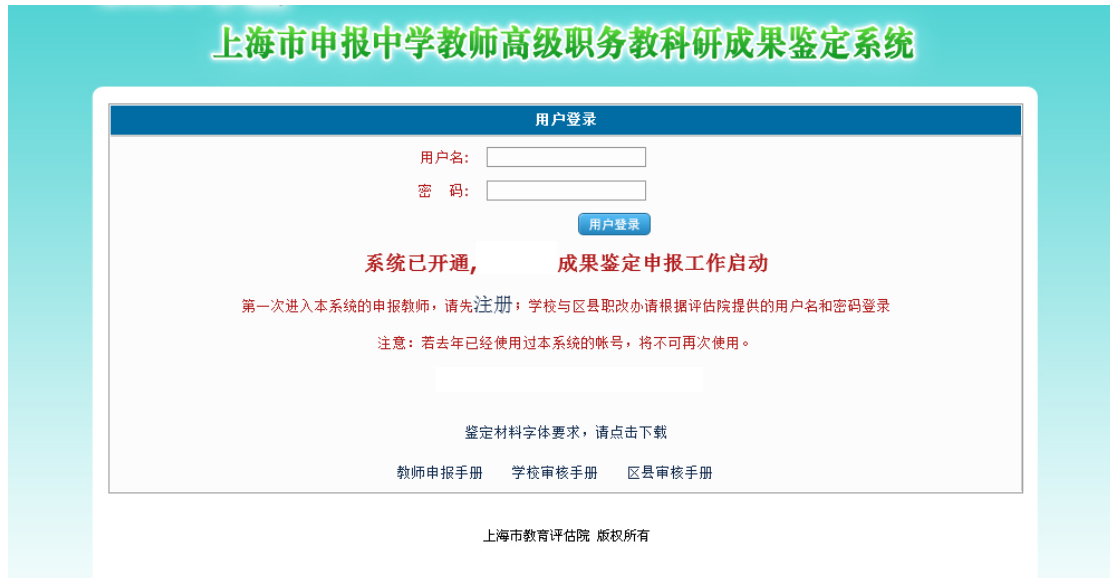 上海市申报中学教师高级职务教科研成果鉴定系统
用户登录
用户名:
密 码:
用户登录
系统已开通, 成果鉴定申报工作启动
第一次进入本系统的申报教师，请先注册；学校与区县职改办请根据评估院提供的用户名和密码登录
注意：若去年已经使用过本系统的帐号，将不可再次使用。
鉴定材料字体要求，请点击下载
教师申报手册 学校审核手册 区县审核手册
上海市教育评估院 版权所有